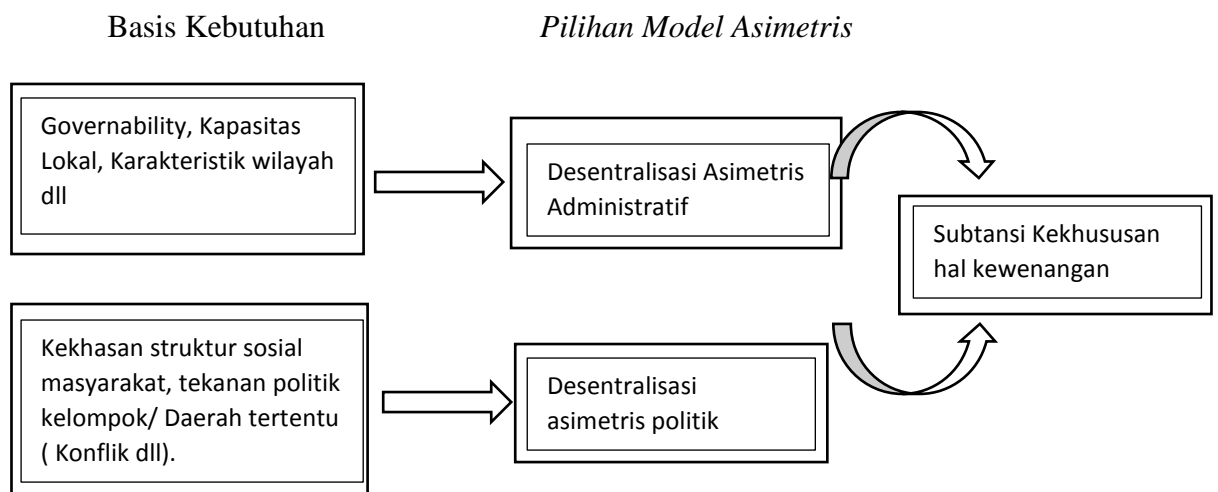 Basis Kebutuhan
Pilihan Model Asimetris
Governability, Kapasitas
Lokal, Karakteristik wilayah
dll
Desentralisasi Asimetris
Administratif
Subtansi Kekhususan
hal kewenangan
Kekhasan struktur sosial
masyarakat, tekanan politik
kelompok/ Daerah tertentu
( Konflik dll).
Desentralisasi
asimetris politik